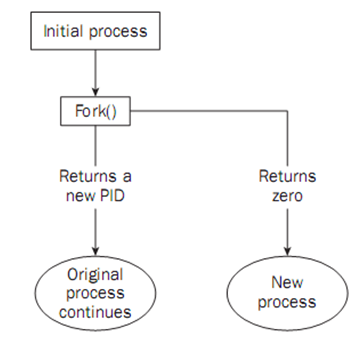 Initial process
Fork()
Returns a
new PID
Returns
zero
Original
process
continues
New
process